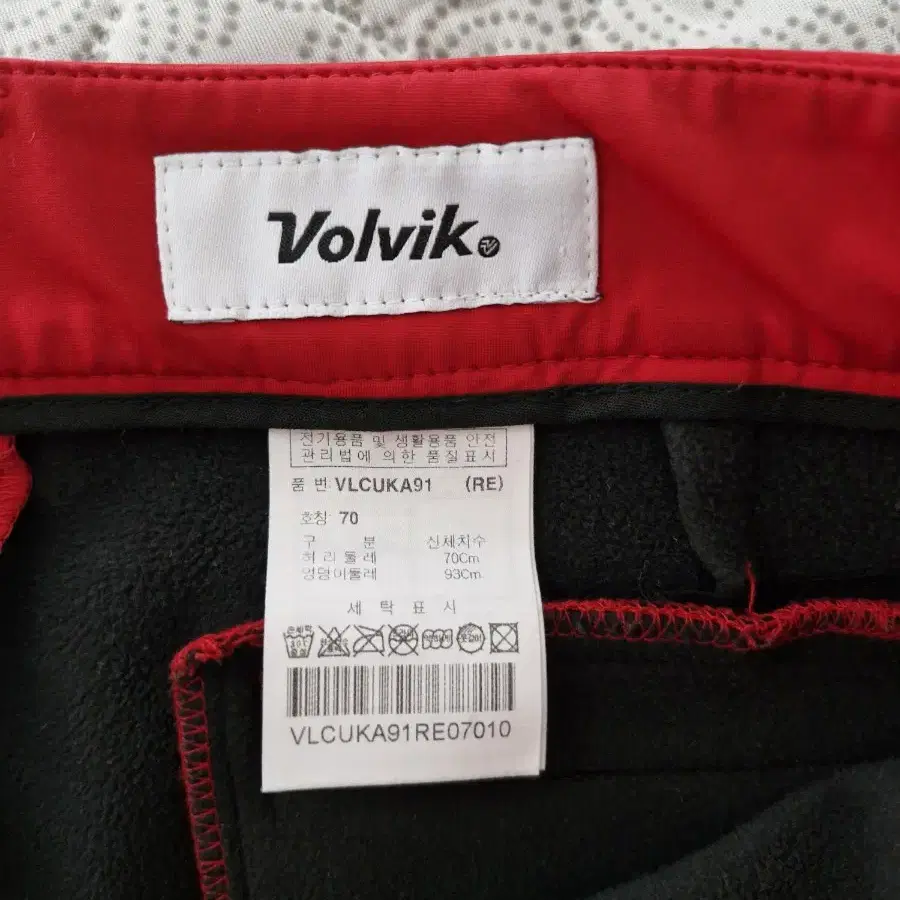 Volvik
전기용품 및 생활용품 안전
관리법에 의한 품질표시
품 번 VLCUKA91 (RE)
호칭 70
구 분 신체치수
허리둘레 70Cm
엉덩이둘레 93Cm
세 탁 표 시
VLCUKA91RE07010